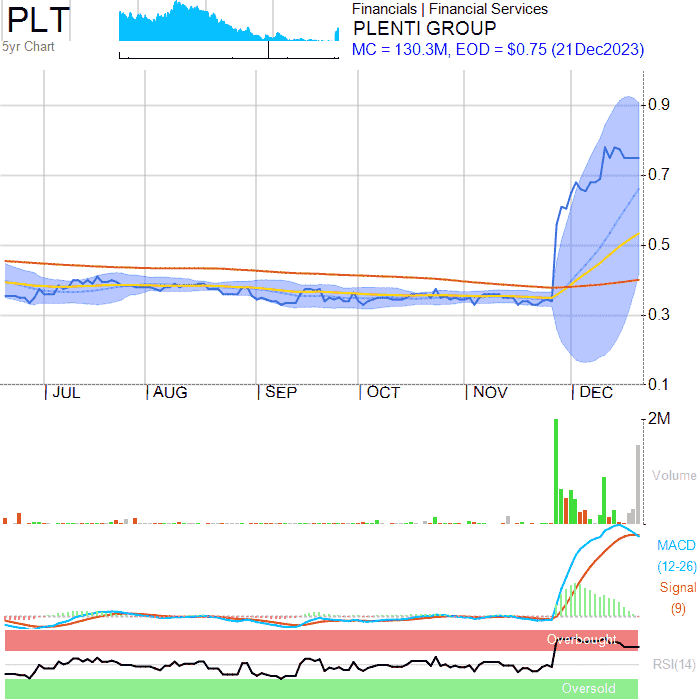 PLT
5yr Chart
Financials | Financial Services
PLENTI GROUP
MC = 130.3M, EOD = $0.75 (21Dec2023)
0.9
0.7
0.5
0.3
0.1
JUL AUG SEP OCT NOV DEC
2M
Volume
MACD
(12-26)
Signal
(9)
Overbought
RSI(14)
Oversold